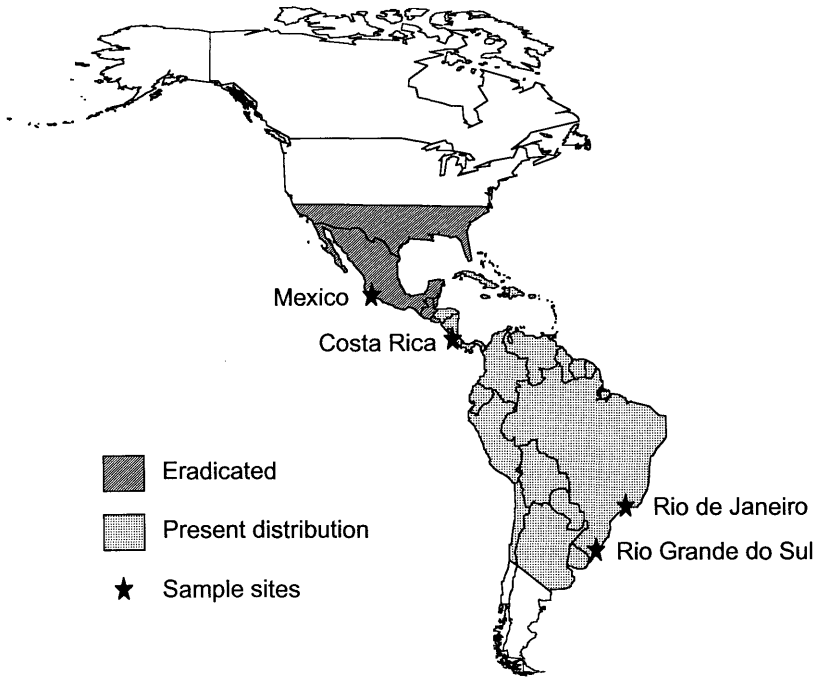 Mexico
Costa Rica
Eradicated
Present distribution
Rio de Janeiro
Rio Grande do Sul
Sample sites